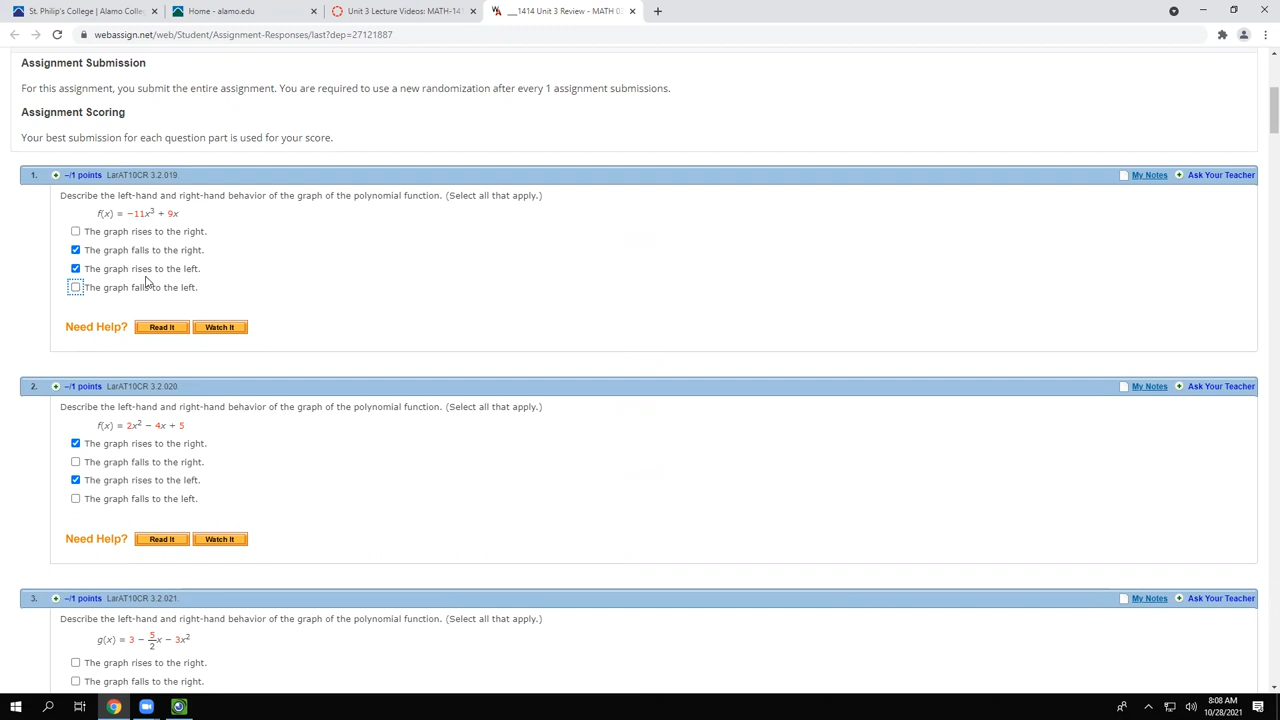 St. Philip's College | Alamo Colle
Home - alamo.edu
Unit 3 Lecture Videos: MATH-141
__1414 Unit 3 Review - MATH 03
webassign.net/web/Student/Assignment-Responses/last?dep=27121887
Assignment Submission
For this assignment, you submit the entire assignment. You are required to use a new randomization after every 1 assignment submissions.
Assignment Scoring
Your best submission for each question part is used for your score.
1. –/1 points LarAT10CR 3.2.019. My Notes Ask Your Teacher
Describe the left-hand and right-hand behavior of the graph of the polynomial function. (Select all that apply.)
f(x) = −11x³ + 9x
The graph rises to the right.
The graph falls to the right.
The graph rises to the left.
The graph falls to the left.
Need Help? Read It Watch It
2. –/1 points LarAT10CR 3.2.020. My Notes Ask Your Teacher
Describe the left-hand and right-hand behavior of the graph of the polynomial function. (Select all that apply.)
f(x) = 2x² − 4x + 5
The graph rises to the right.
The graph falls to the right.
The graph rises to the left.
The graph falls to the left.
Need Help? Read It Watch It
3. –/1 points LarAT10CR 3.2.021. My Notes Ask Your Teacher
Describe the left-hand and right-hand behavior of the graph of the polynomial function. (Select all that apply.)
g(x) = 3 − 5/2x − 3x²
The graph rises to the right.
The graph falls to the right.
8:08 AM
10/28/2021